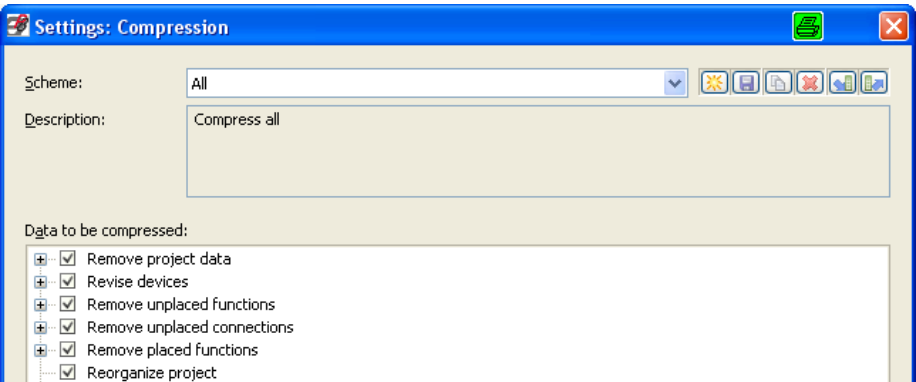 Settings: Compression
Scheme: All
Description: Compress all
Data to be compressed:
Remove project data
Revise devices
Remove unplaced functions
Remove unplaced connections
Remove placed functions
Reorganize project